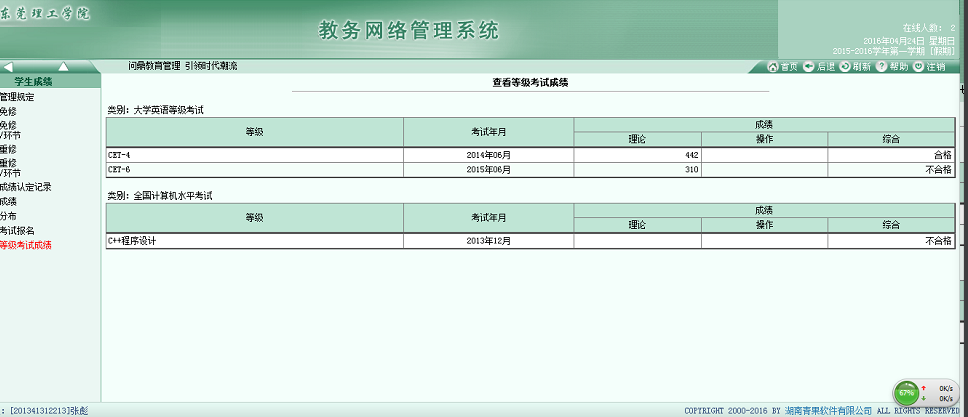 东莞理工学院
教务网络管理系统
在线人数: 2
2016年04月24日 星期日
2015-2016学年第一学期 [假期]
问鼎教育管理 引领时代潮流
首页 后退 刷新 帮助 注销
学生成绩
管理规定
免修
免修
/环节
重修
重修
/环节
成绩认定记录
成绩
分布
考试报名
等级考试成绩
查看等级考试成绩
类别: 大学英语等级考试
等级 考试年月 成绩
理论 操作 综合
CET-4 2014年06月 442 合格
CET-6 2015年06月 310 不合格
类别: 全国计算机水平考试
等级 考试年月 成绩
理论 操作 综合
C++程序设计 2013年12月 不合格
67%
0K/s
0K/s
: [201341312213]张彪
COPYRIGHT 2000-2016 BY 湖南青果软件有限公司 ALL RIGHTS RESERVED